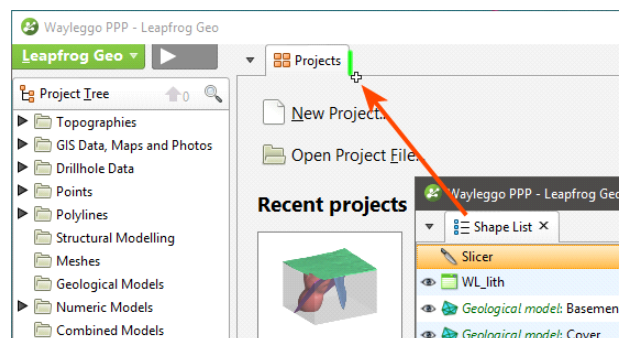 Wayleggo PPP - Leapfrog Geo
Leapfrog Geo
Projects
Project Tree
0
Topographies
GIS Data, Maps and Photos
Drillhole Data
Points
Polylines
Structural Modelling
Meshes
Geological Models
Numeric Models
Combined Models
New Project...
Open Project File.
Recent projects
Wayleggo PPP - Leapfrog Geo
Shape List
Slicer
WL_lith
Geological model: Basemen
Geological model: Cover